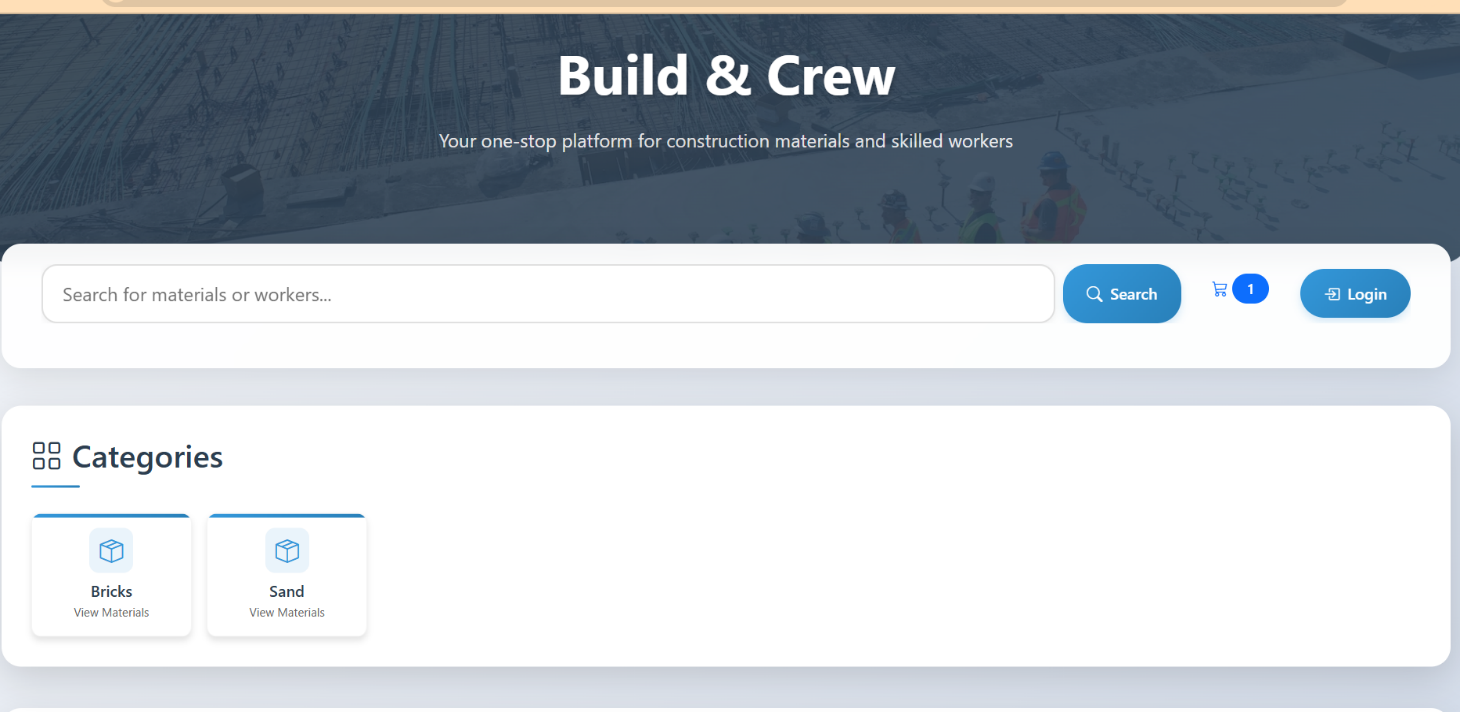 Build & Crew
Your one-stop platform for construction materials and skilled workers
Search for materials or workers...
Search
1
Login
Categories
Bricks
View Materials
Sand
View Materials